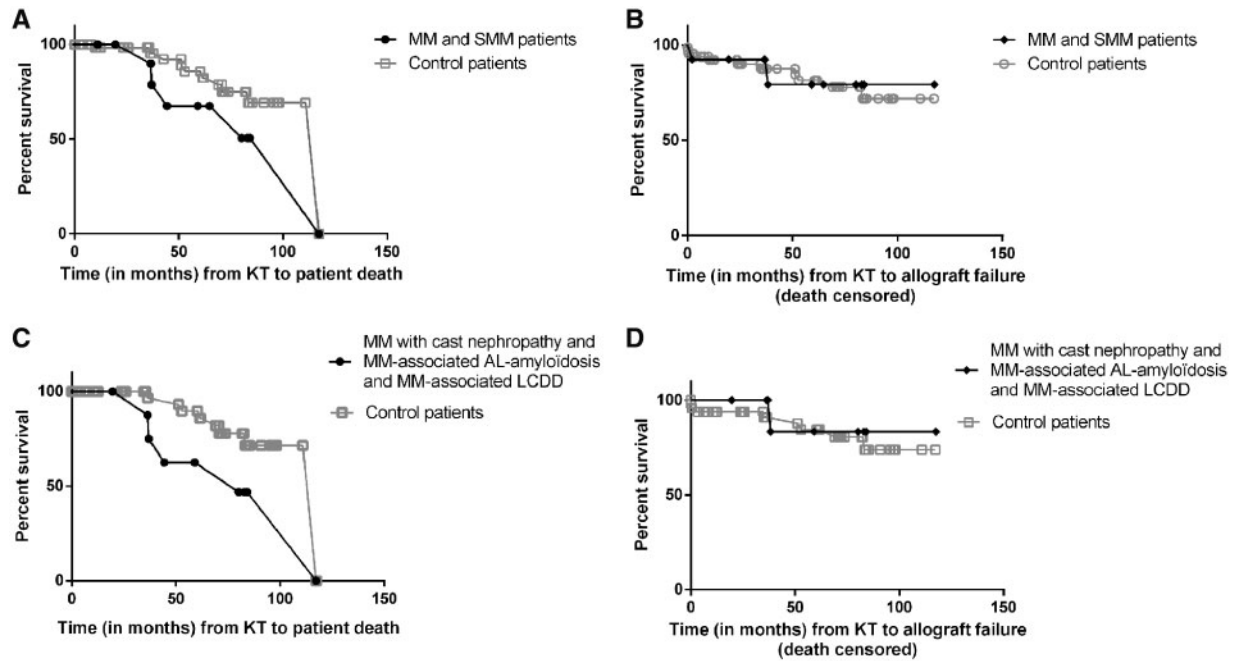 A
100
50
0
Percent survival
0 50 100 150
Time (in months) from KT to patient death
MM and SMM patients
Control patients
B
100
50
0
Percent survival
0 50 100 150
Time (in months) from KT to allograft failure
(death censored)
MM and SMM patients
Control patients
C
100
50
0
Percent survival
0 50 100 150
Time (in months) from KT to patient death
MM with cast nephropathy and
MM-associated AL-amyloïdosis
and MM-associated LCDD
Control patients
D
100
50
0
Percent survival
0 50 100 150
Time (in months) from KT to allograft failure
(death censored)
MM with cast nephropathy and
MM-associated AL-amyloïdosis
and MM-associated LCDD
Control patients